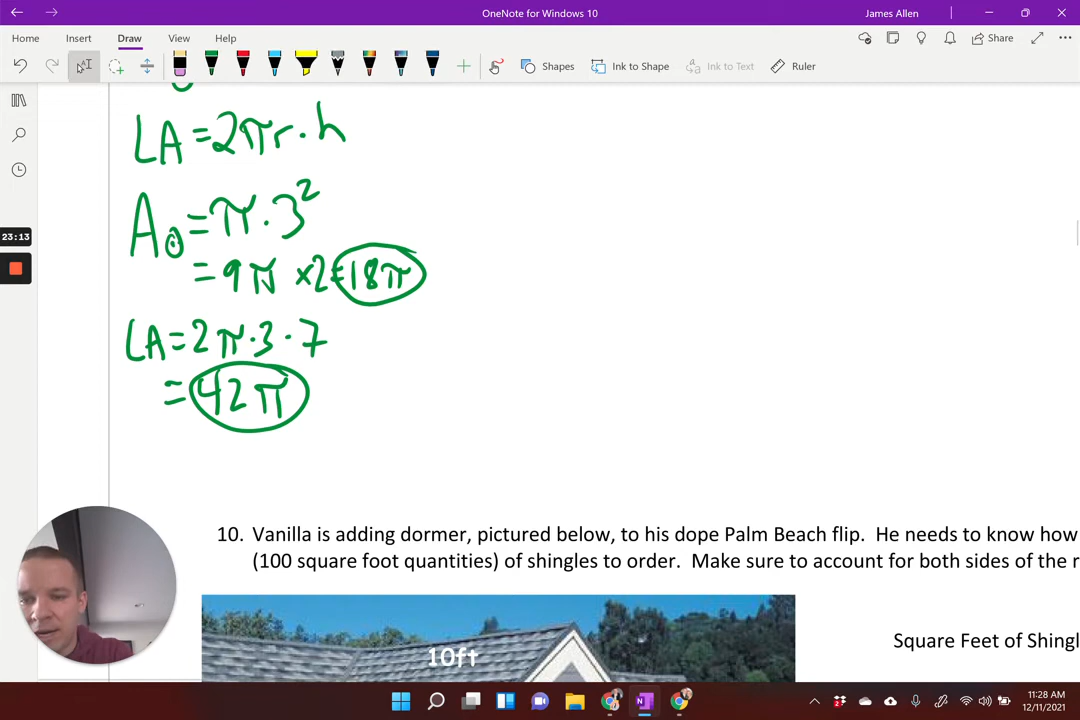 OneNote for Windows 10
James Allen
Home Insert Draw View Help
Share
Shapes Ink to Shape Ink to Text Ruler
LA = 2πr · h
A⊙ = π · 3²
= 9π ×2 = 18π
LA = 2π · 3 · 7
= 42π
23:13
10. Vanilla is adding dormer, pictured below, to his dope Palm Beach flip. He needs to know how
(100 square foot quantities) of shingles to order. Make sure to account for both sides of the r
Square Feet of Shingl
10ft
11:28 AM
12/11/2021